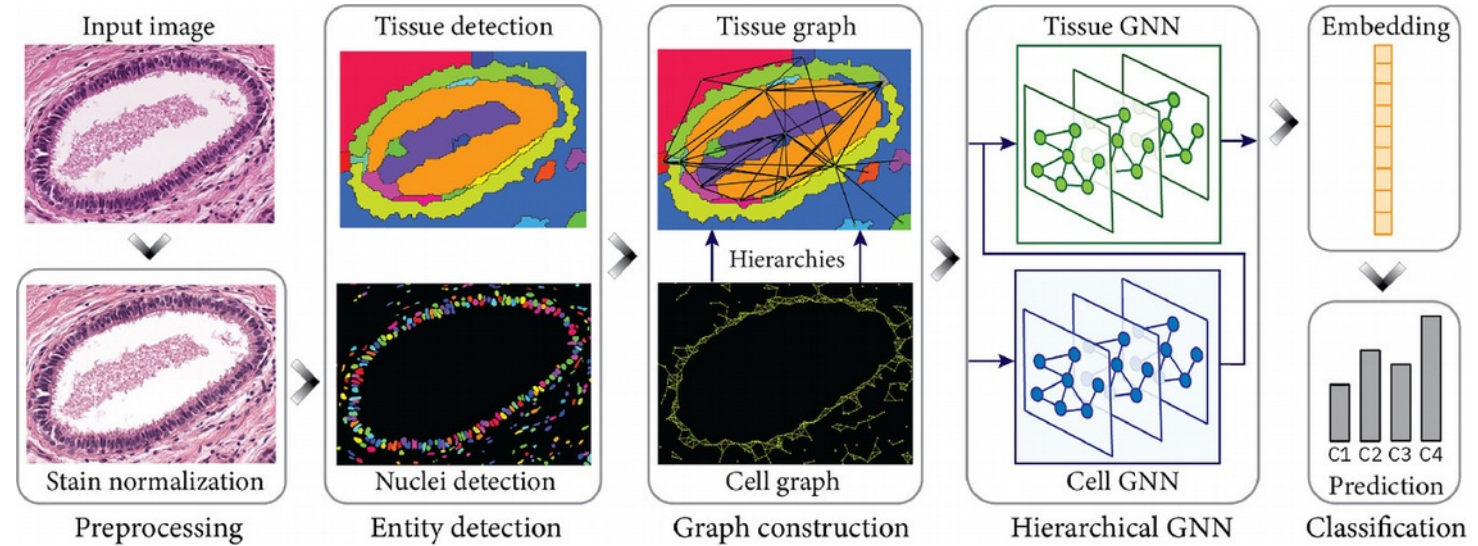 Input image
Stain normalization
Preprocessing
Tissue detection
Nuclei detection
Entity detection
Tissue graph
Hierarchies
Cell graph
Graph construction
Tissue GNN
Cell GNN
Hierarchical GNN
Embedding
C1 C2 C3 C4
Prediction
Classification